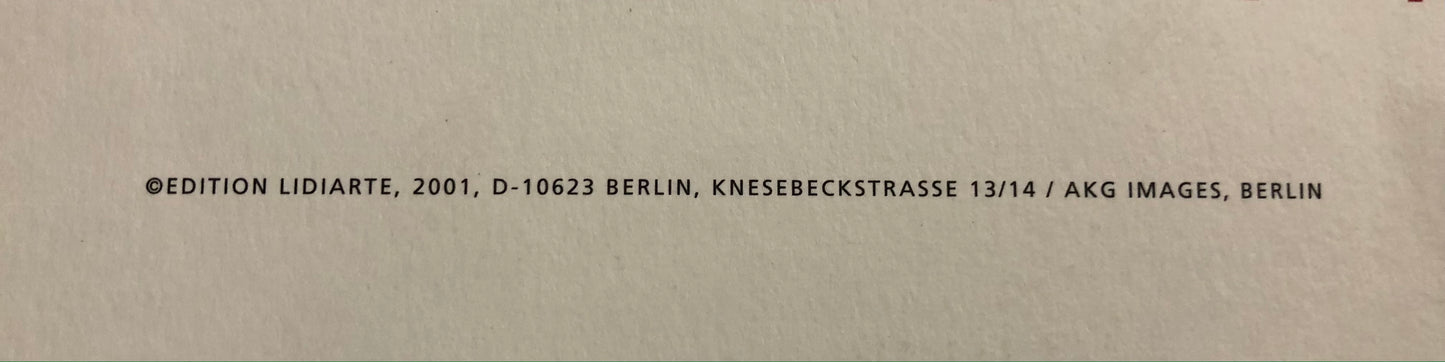 ©EDITION LIDIARTE, 2001, D-10623 BERLIN, KNESEBECKSTRASSE 13/14 / AKG IMAGES, BERLIN